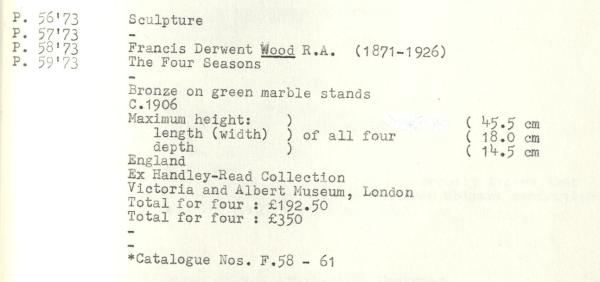 P. 56'73 Sculpture
P. 57'73 -
P. 58'73 Francis Derwent Wood R.A. (1871-1926)
P. 59'73 The Four Seasons
-
Bronze on green marble stands
C.1906
Maximum height: ) ( 45.5 cm
length (width) ) of all four ( 18.0 cm
depth ) ( 14.5 cm
England
Ex Handley-Read Collection
Victoria and Albert Museum, London
Total for four : £192.50
Total for four : £350
-
-
*Catalogue Nos. F.58 - 61